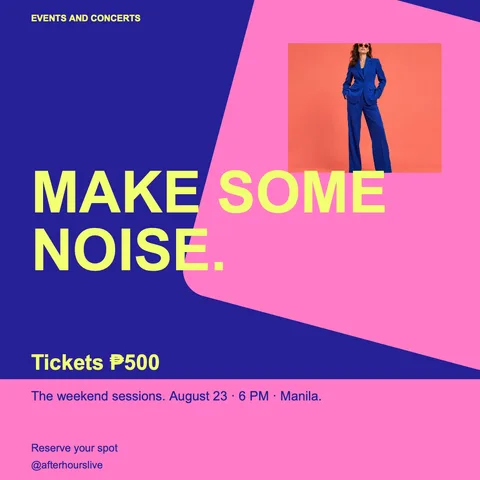 EVENTS AND CONCERTS
MAKE SOME
NOISE.
Tickets ₱500
The weekend sessions. August 23 · 6 PM · Manila.
Reserve your spot
@afterhourslive